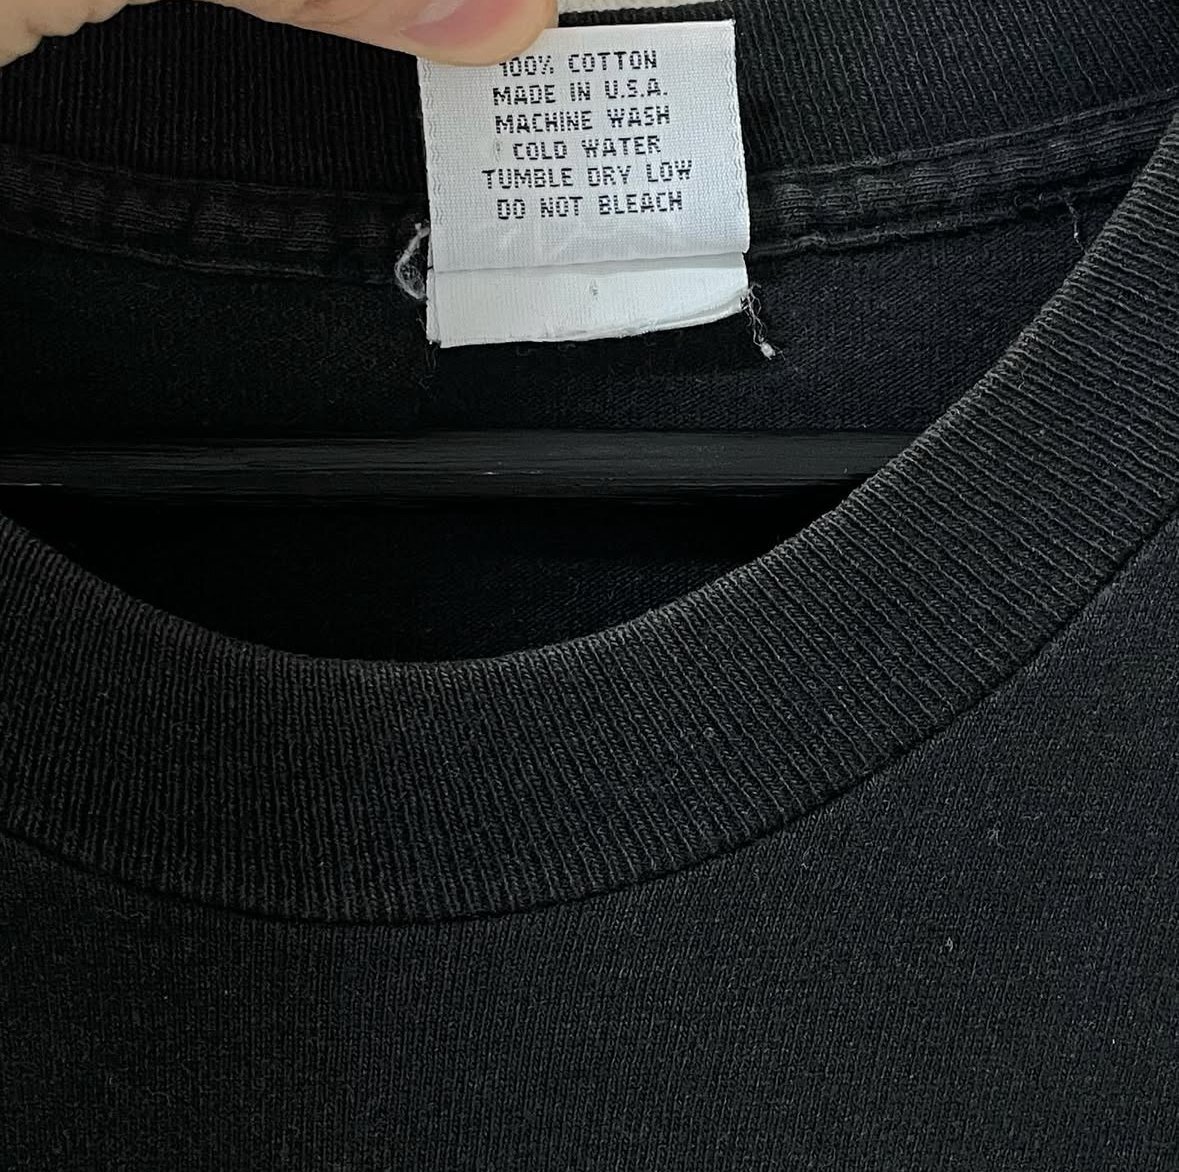 100% COTTON
MADE IN U.S.A.
MACHINE WASH
COLD WATER
TUMBLE DRY LOW
DO NOT BLEACH